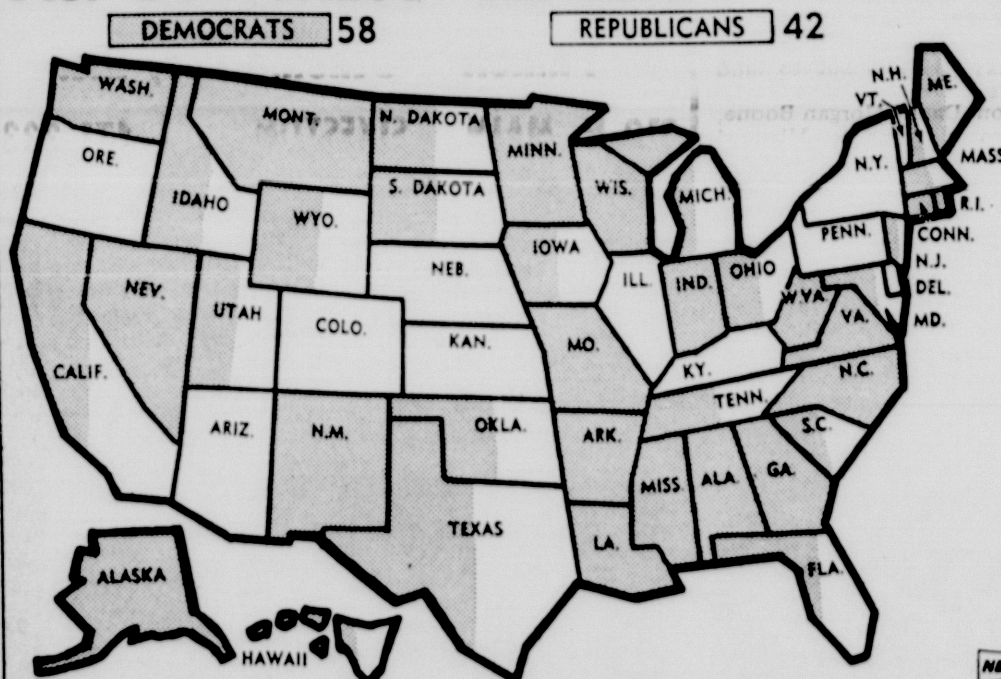 DEMOCRATS 58
REPUBLICANS 42
WASH.
ORE.
CALIF.
NEV.
IDAHO
MONT.
WYO.
UTAH
COLO.
ARIZ.
N.M.
N. DAKOTA
S. DAKOTA
NEB.
KAN.
OKLA.
TEXAS
MINN.
IOWA
MO.
ARK.
LA.
WIS.
ILL.
MICH.
IND.
OHIO
KY.
TENN.
MISS.
ALA.
GA.
FLA.
S.C.
N.C.
VA.
W.VA.
PENN.
N.Y.
VT.
N.H.
ME.
MASS
R.I.
CONN.
N.J.
DEL.
MD.
ALASKA
HAWAII